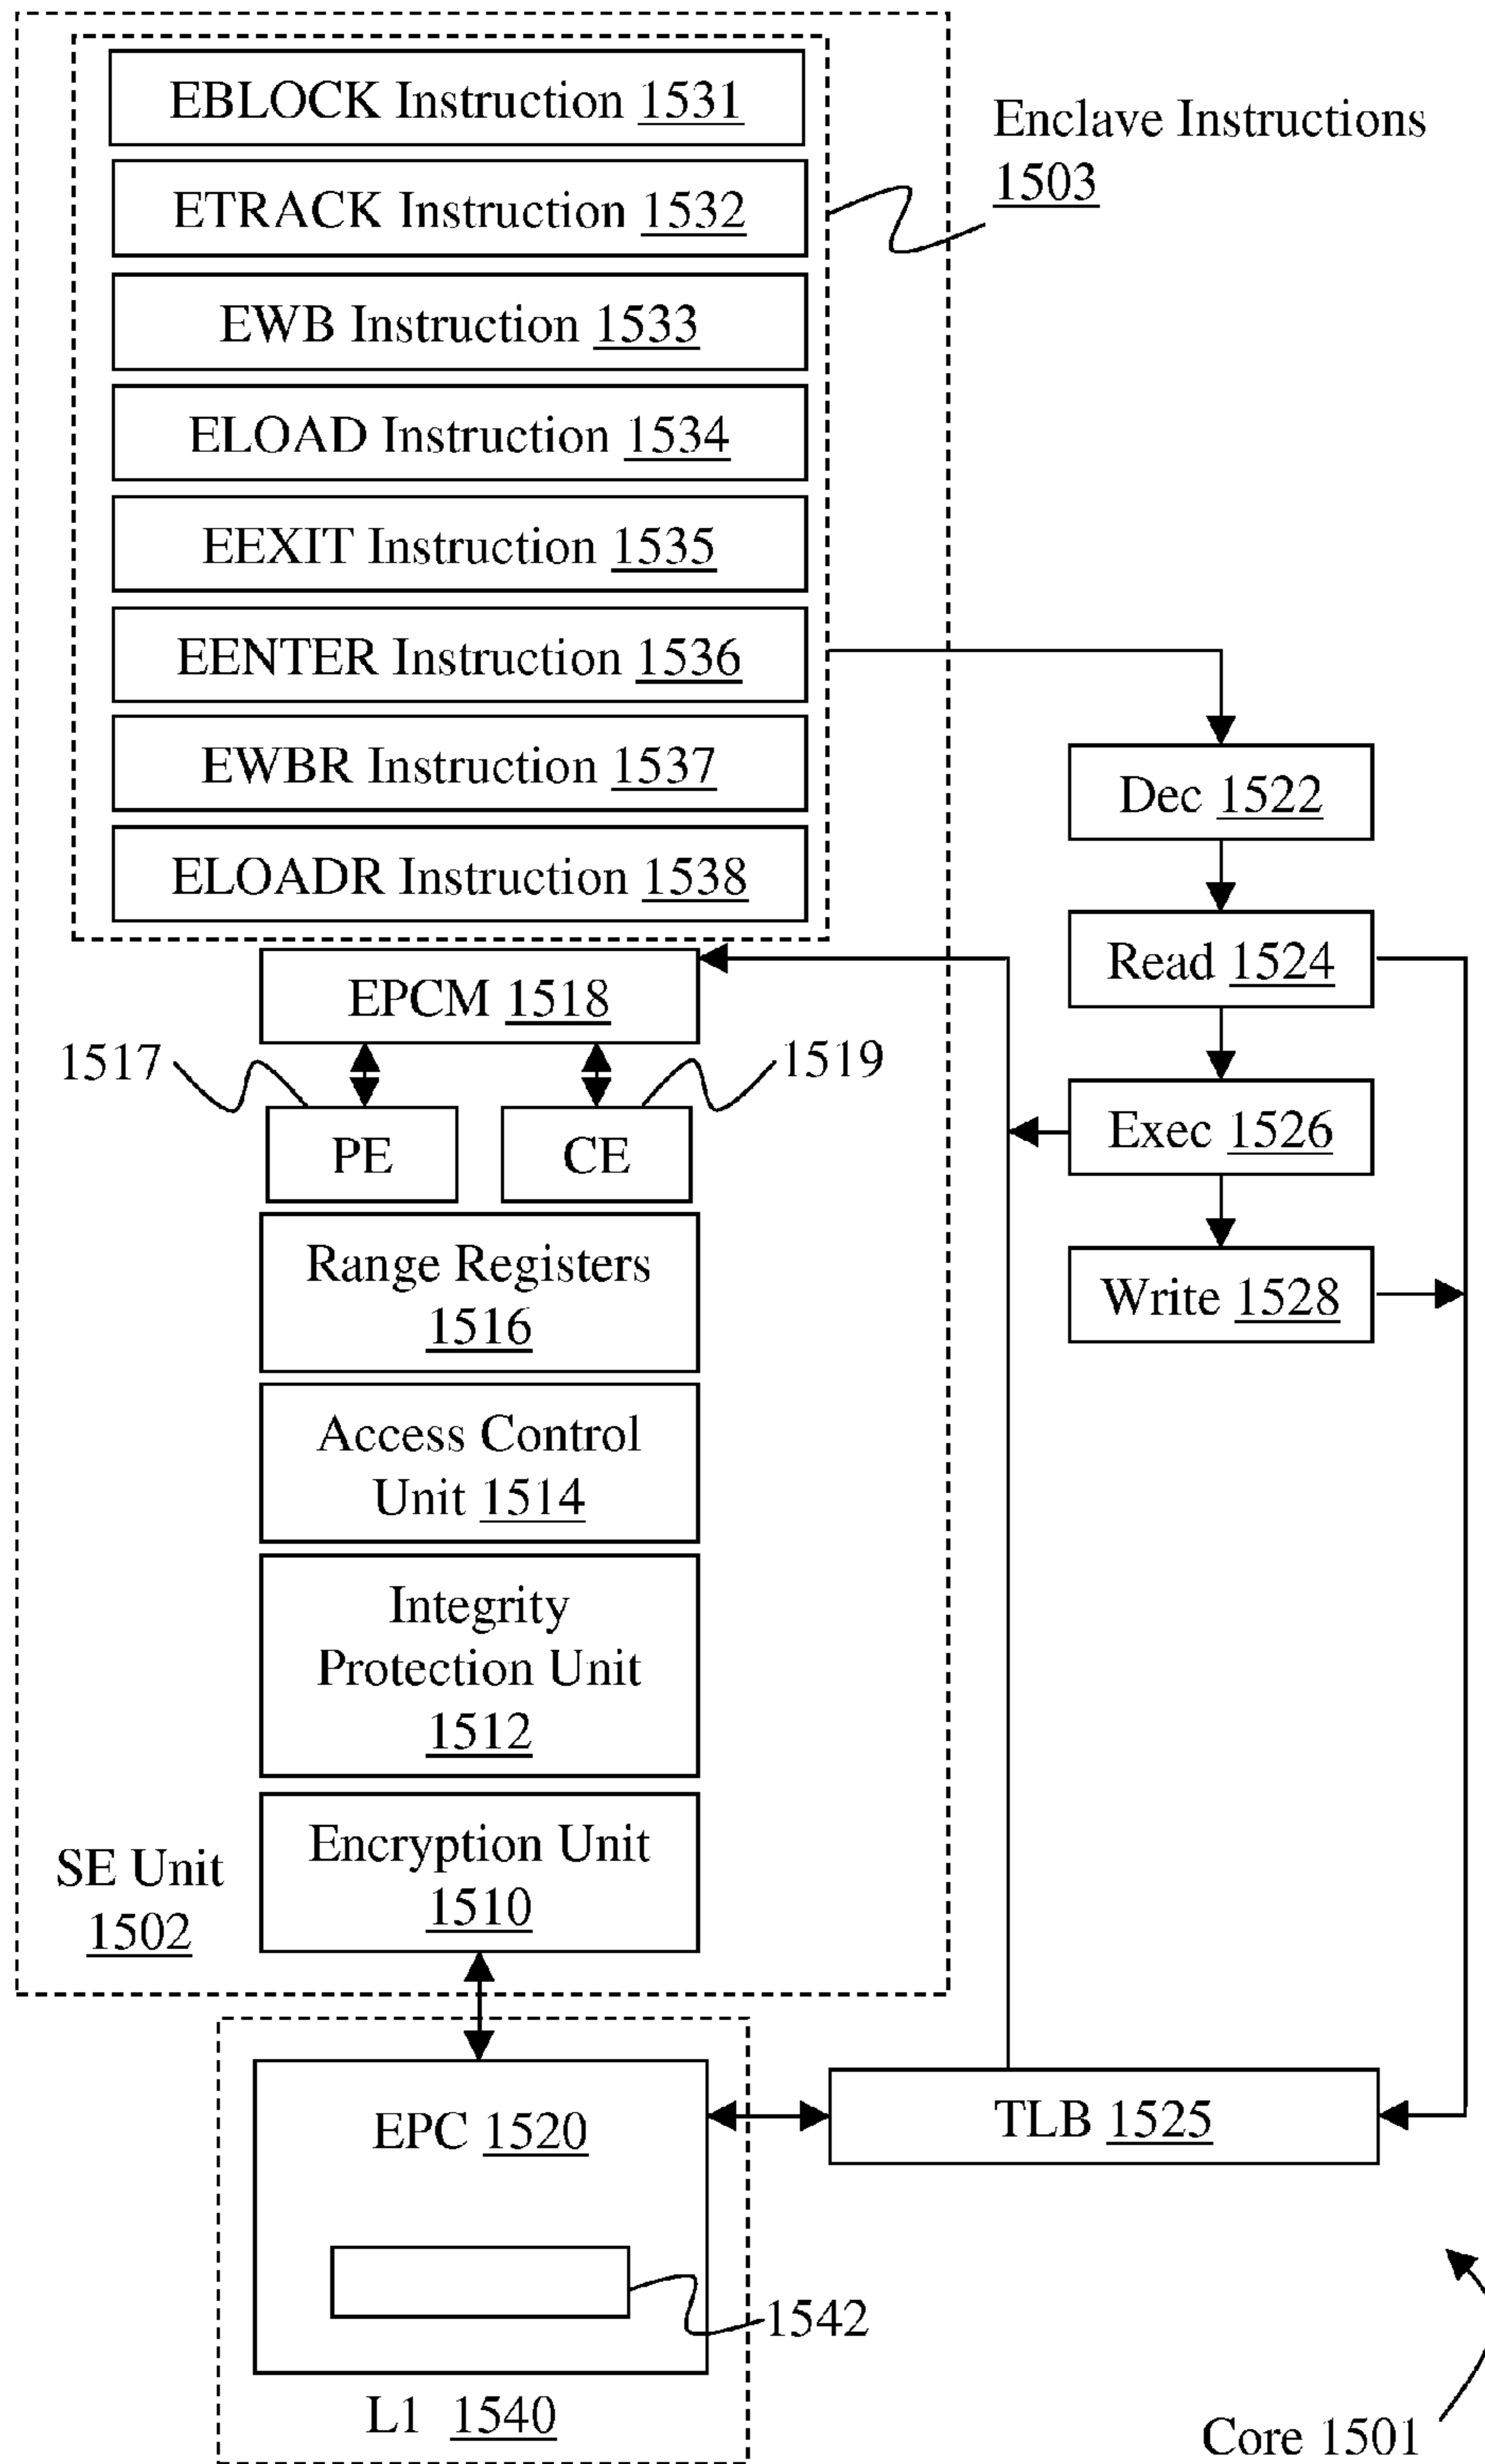 EBLOCK Instruction 1531
ETRACK Instruction 1532
EWB Instruction 1533
ELOAD Instruction 1534
EEXIT Instruction 1535
EENTER Instruction 1536
EWBR Instruction 1537
ELOADR Instruction 1538
Enclave Instructions
1503
Dec 1522
Read 1524
Exec 1526
Write 1528
EPCM 1518
1517
1519
PE
CE
Range Registers
1516
Access Control
Unit 1514
Integrity
Protection Unit
1512
Encryption Unit
1510
SE Unit
1502
EPC 1520
TLB 1525
1542
L1 1540
Core 1501